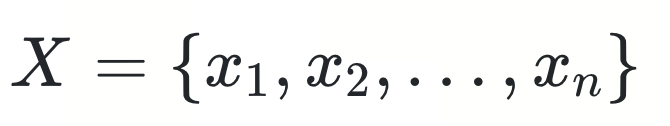 X = {x₁, x₂, . . . , xₙ}